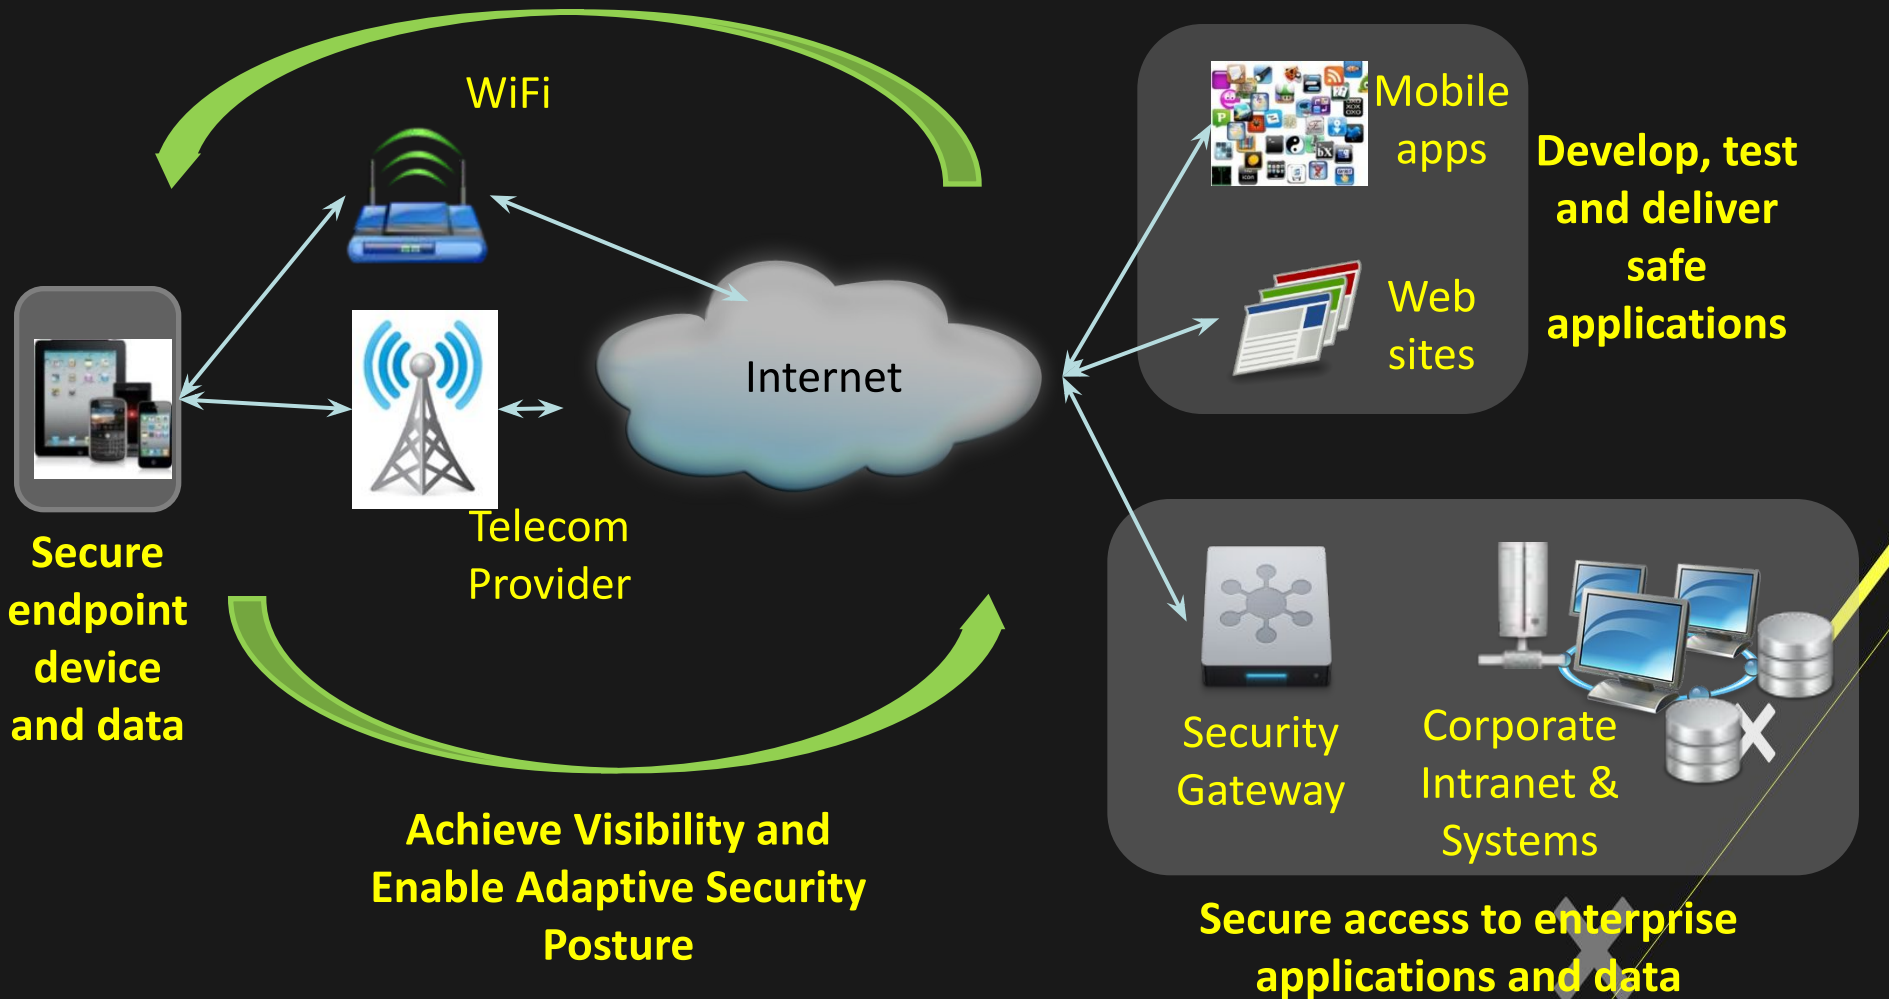 WiFi
Mobile
apps
Develop, test
and deliver
safe
applications
Web
sites
Internet
Telecom
Provider
Secure
endpoint
device
and data
Security
Gateway
Corporate
Intranet &
Systems
Achieve Visibility and
Enable Adaptive Security
Posture
Secure access to enterprise
applications and data